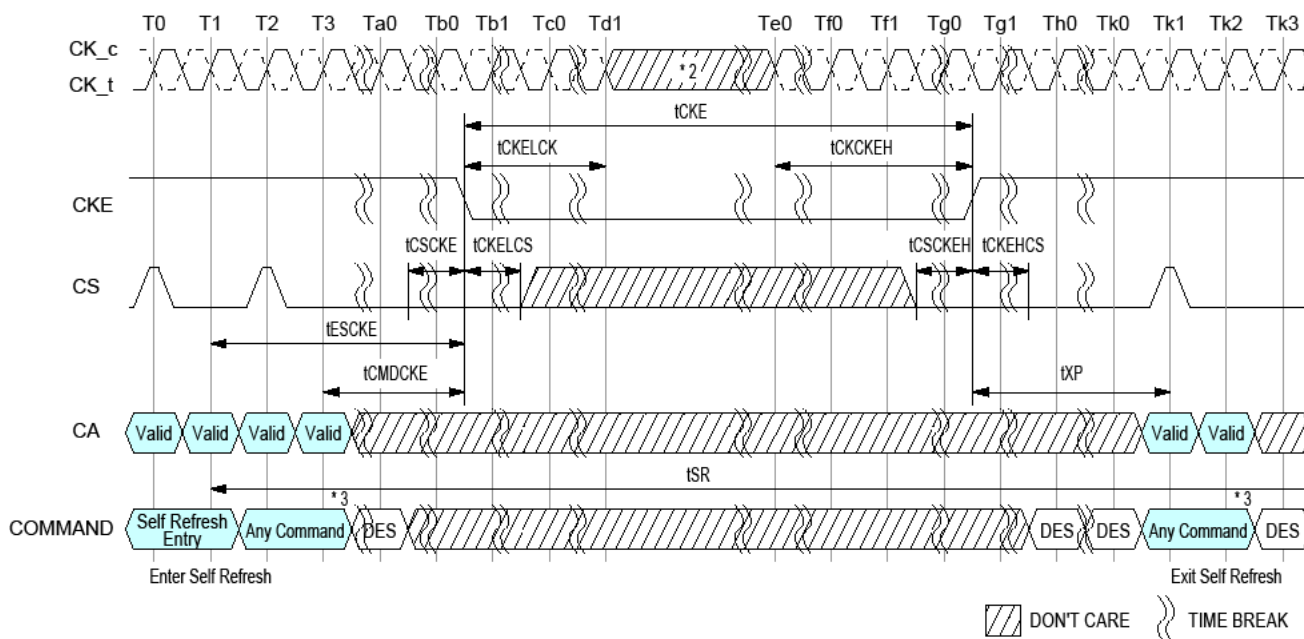 T0 T1 T2 T3 Ta0 Tb0 Tb1 Tc0 Td1 Te0 Tf0 Tf1 Tg0 Tg1 Th0 Tk0 Tk1 Tk2 Tk3
CK_c
CK_t
* 2
tCKE
tCKELCK tCKCKEH
CKE
tCSCKE tCKELCS tCSCKEH tCKEHCS
CS
tESCKE
tCMDCKE tXP
CA Valid Valid Valid Valid Valid Valid
tSR
* 3 * 3
COMMAND Self Refresh Entry Any Command DES DES DES Any Command DES
Enter Self Refresh Exit Self Refresh
DON'T CARE TIME BREAK